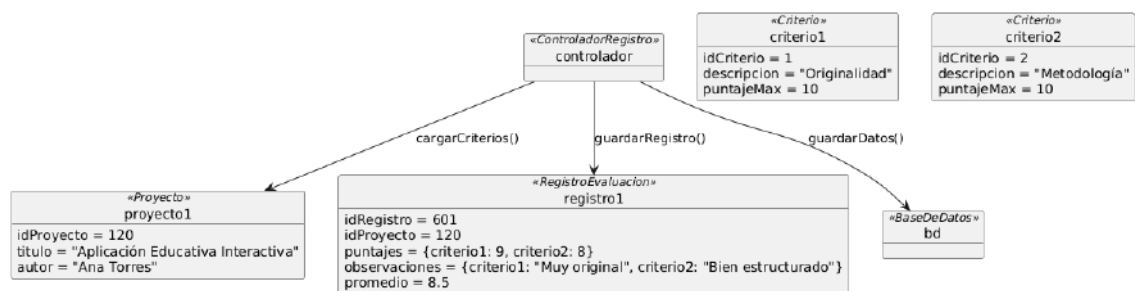 «Criterio»
criterio1
idCriterio = 1
descripcion = "Originalidad"
puntajeMax = 10
«Criterio»
criterio2
idCriterio = 2
descripcion = "Metodología"
puntajeMax = 10
«ControladorRegistro»
controlador
cargarCriterios()
guardarRegistro()
guardarDatos()
«Proyecto»
proyecto1
idProyecto = 120
titulo = "Aplicación Educativa Interactiva"
autor = "Ana Torres"
«RegistroEvaluacion»
registro1
idRegistro = 601
idProyecto = 120
puntajes = {criterio1: 9, criterio2: 8}
observaciones = {criterio1: "Muy original", criterio2: "Bien estructurado"}
promedio = 8.5
«BaseDeDatos»
bd